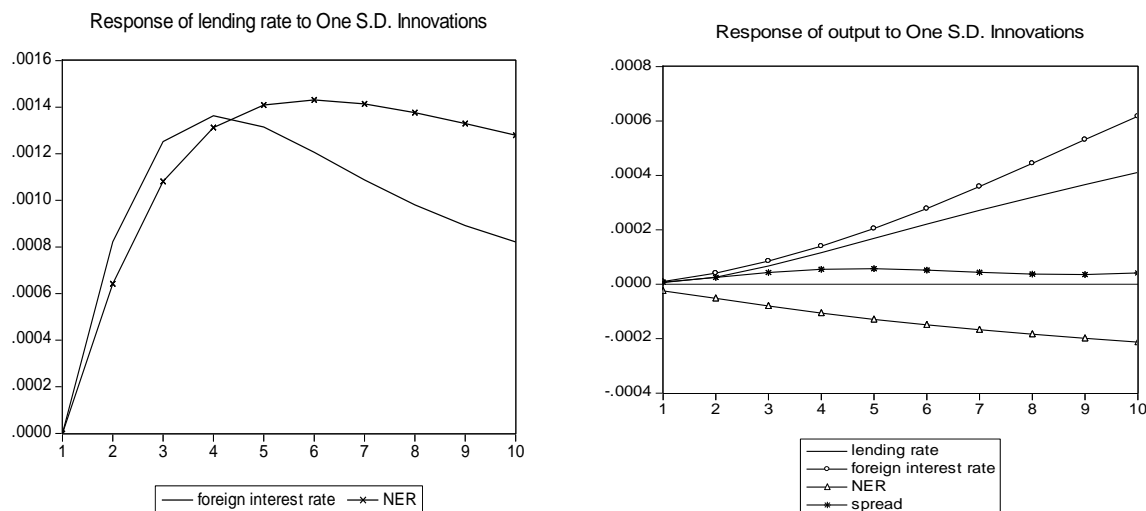 Response of lending rate to One S.D. Innovations
.0016
.0014
.0012
.0010
.0008
.0006
.0004
.0002
.0000
1 2 3 4 5 6 7 8 9 10
foreign interest rate NER
Response of output to One S.D. Innovations
.0008
.0006
.0004
.0002
.0000
-.0002
-.0004
1 2 3 4 5 6 7 8 9 10
lending rate
foreign interest rate
NER
spread